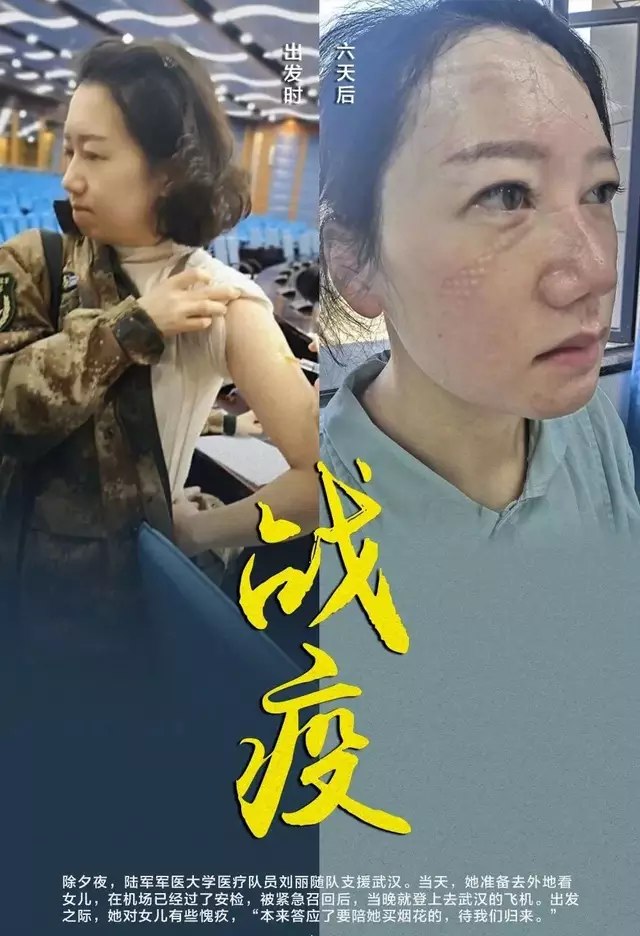 出发时
六天后
战疫
除夕夜，陆军军医大学医疗队员刘丽随队支援武汉。当天，她准备去外地看
女儿，在机场已经过了安检，被紧急召回后，当晚就登上去武汉的飞机。出发
之际，她对女儿有些愧疚，“本来答应了要陪她买烟花的，待我们归来。”